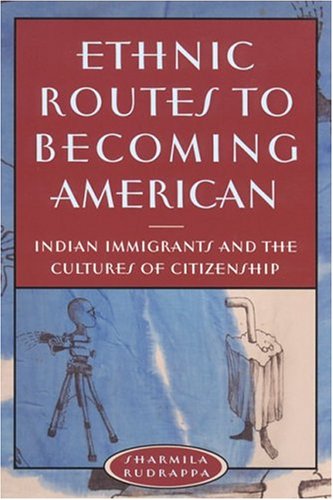 ETHNIC
ROUTES TO
BECOMING
AMERICAN
INDIAN IMMIGRANTS AND THE
CULTURES OF CITIZENSHIP
SHARMILA
RUDRAPPA